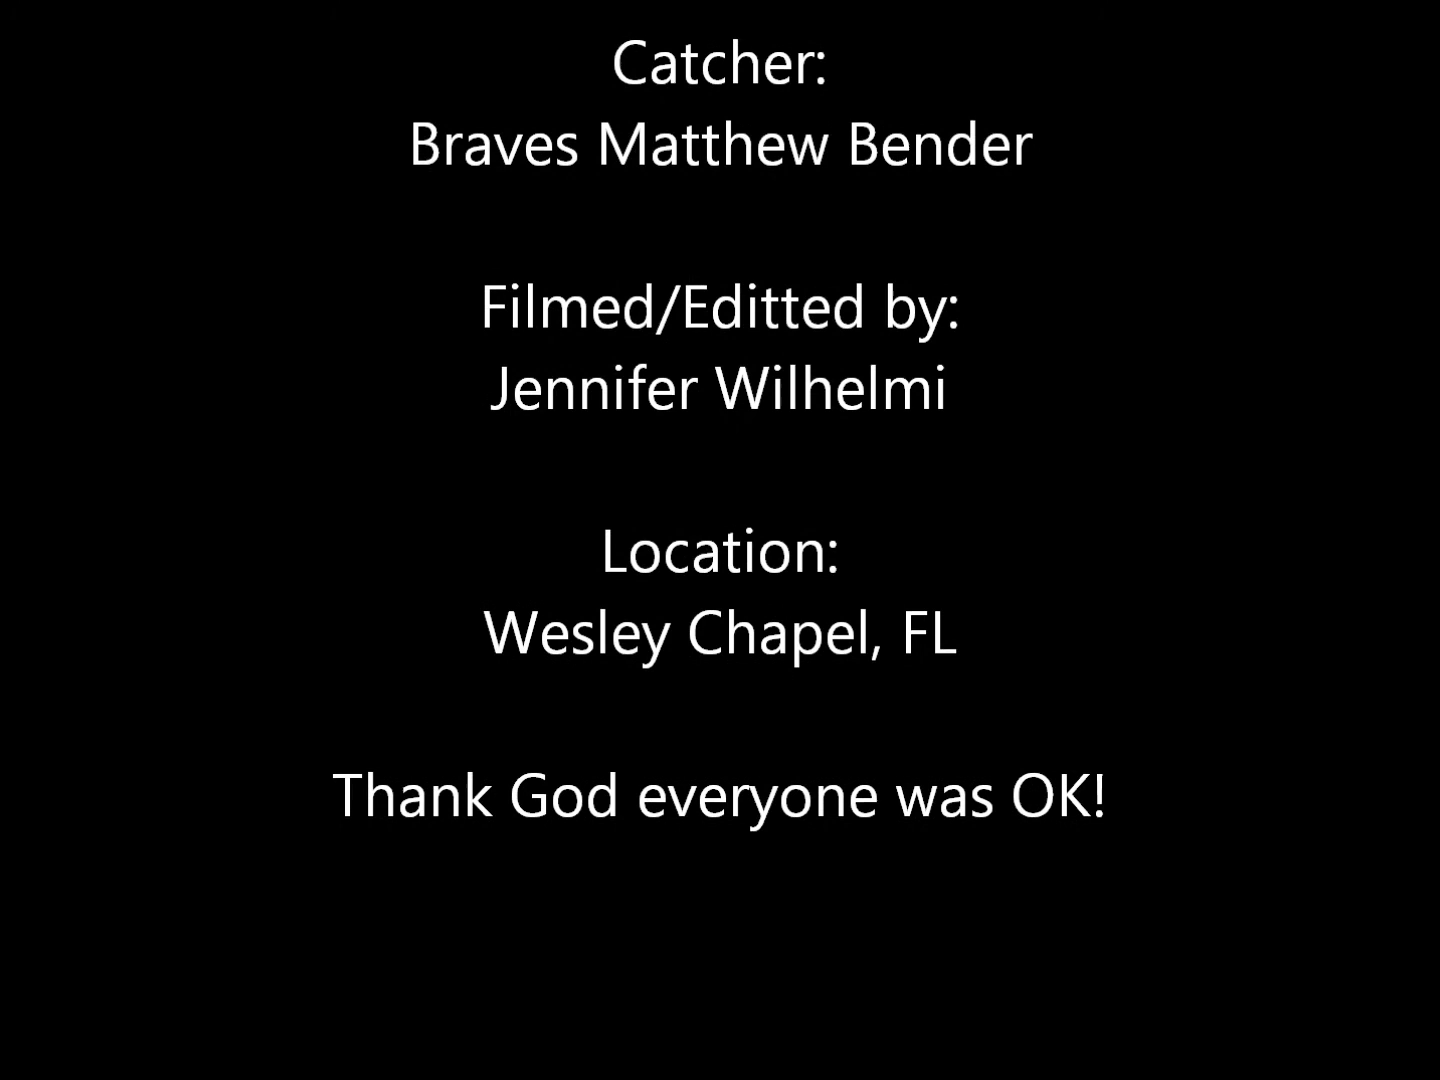 Catcher:
Braves Matthew Bender
Filmed/Editted by:
Jennifer Wilhelmi
Location:
Wesley Chapel, FL
Thank God everyone was OK!